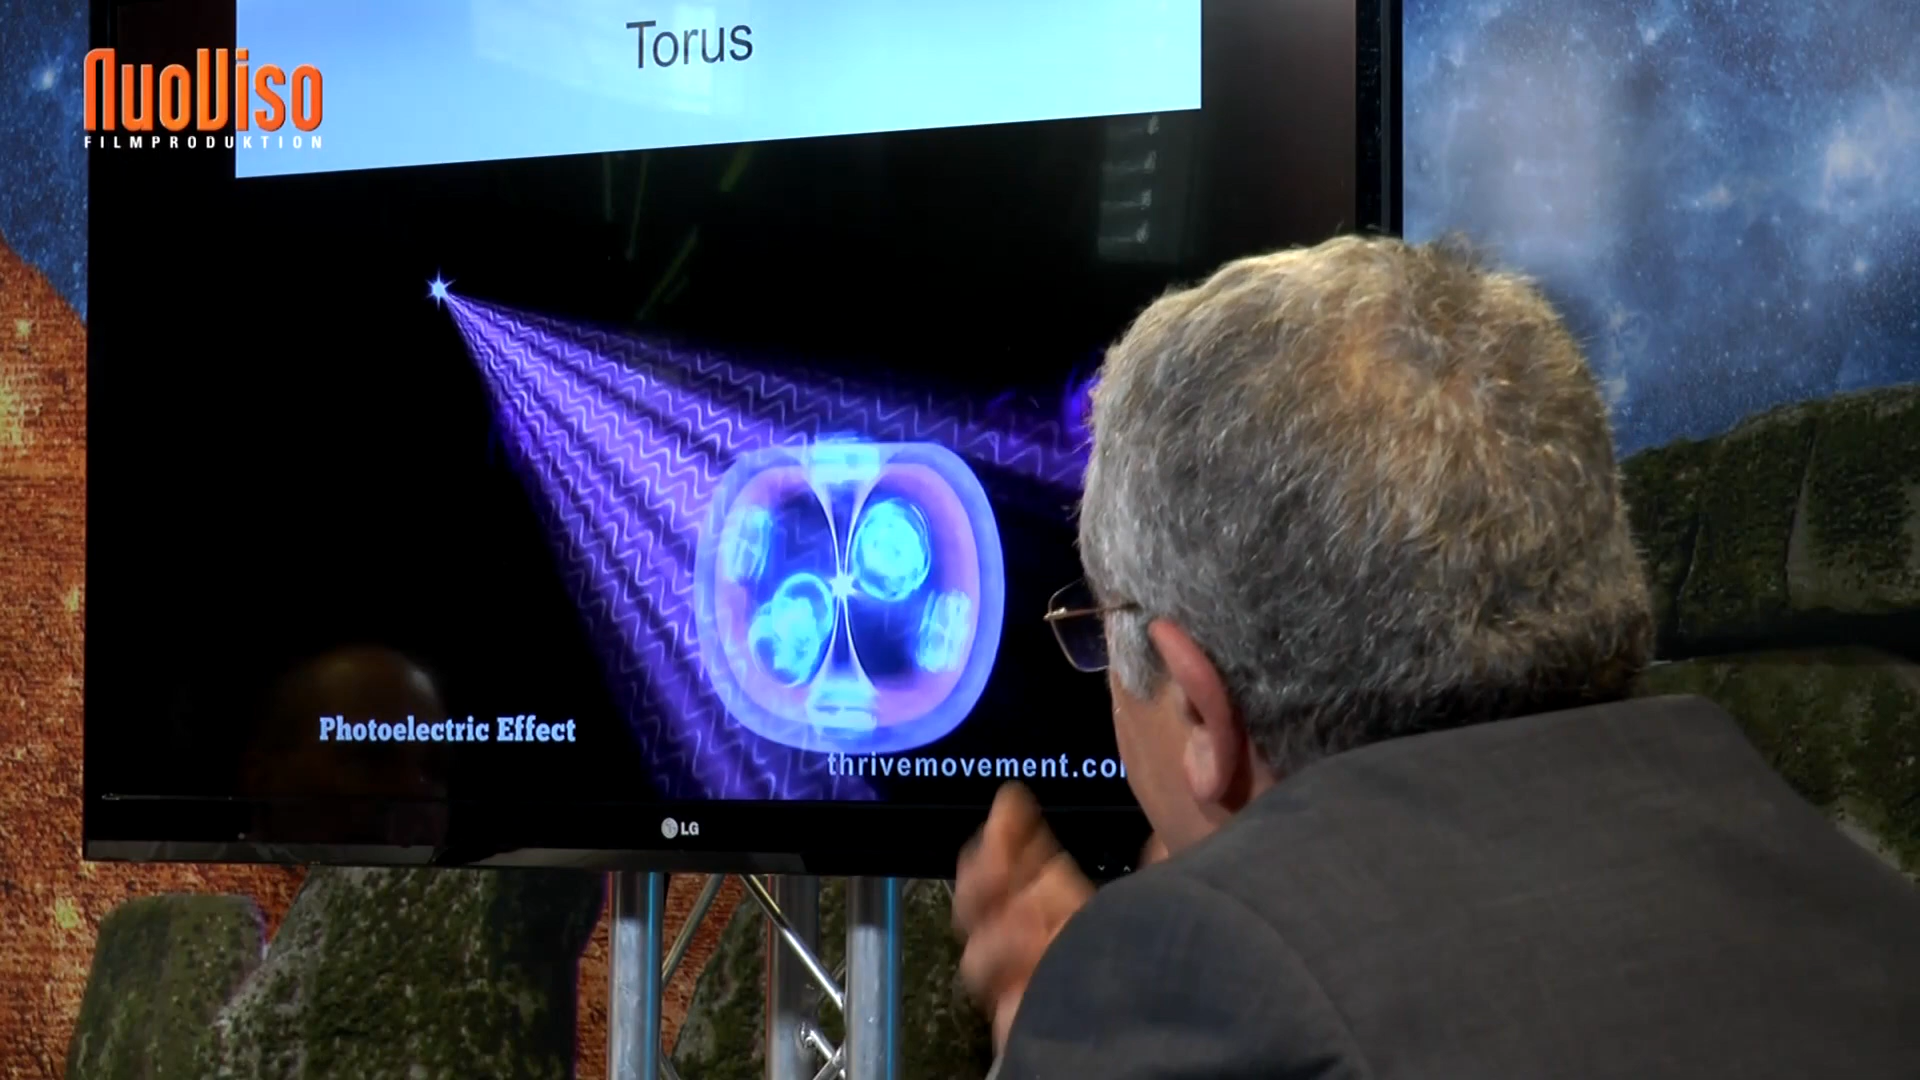 Torus
NuoViso
FILMPRODUKTION
Photoelectric Effect
thrivemovement.co
LG